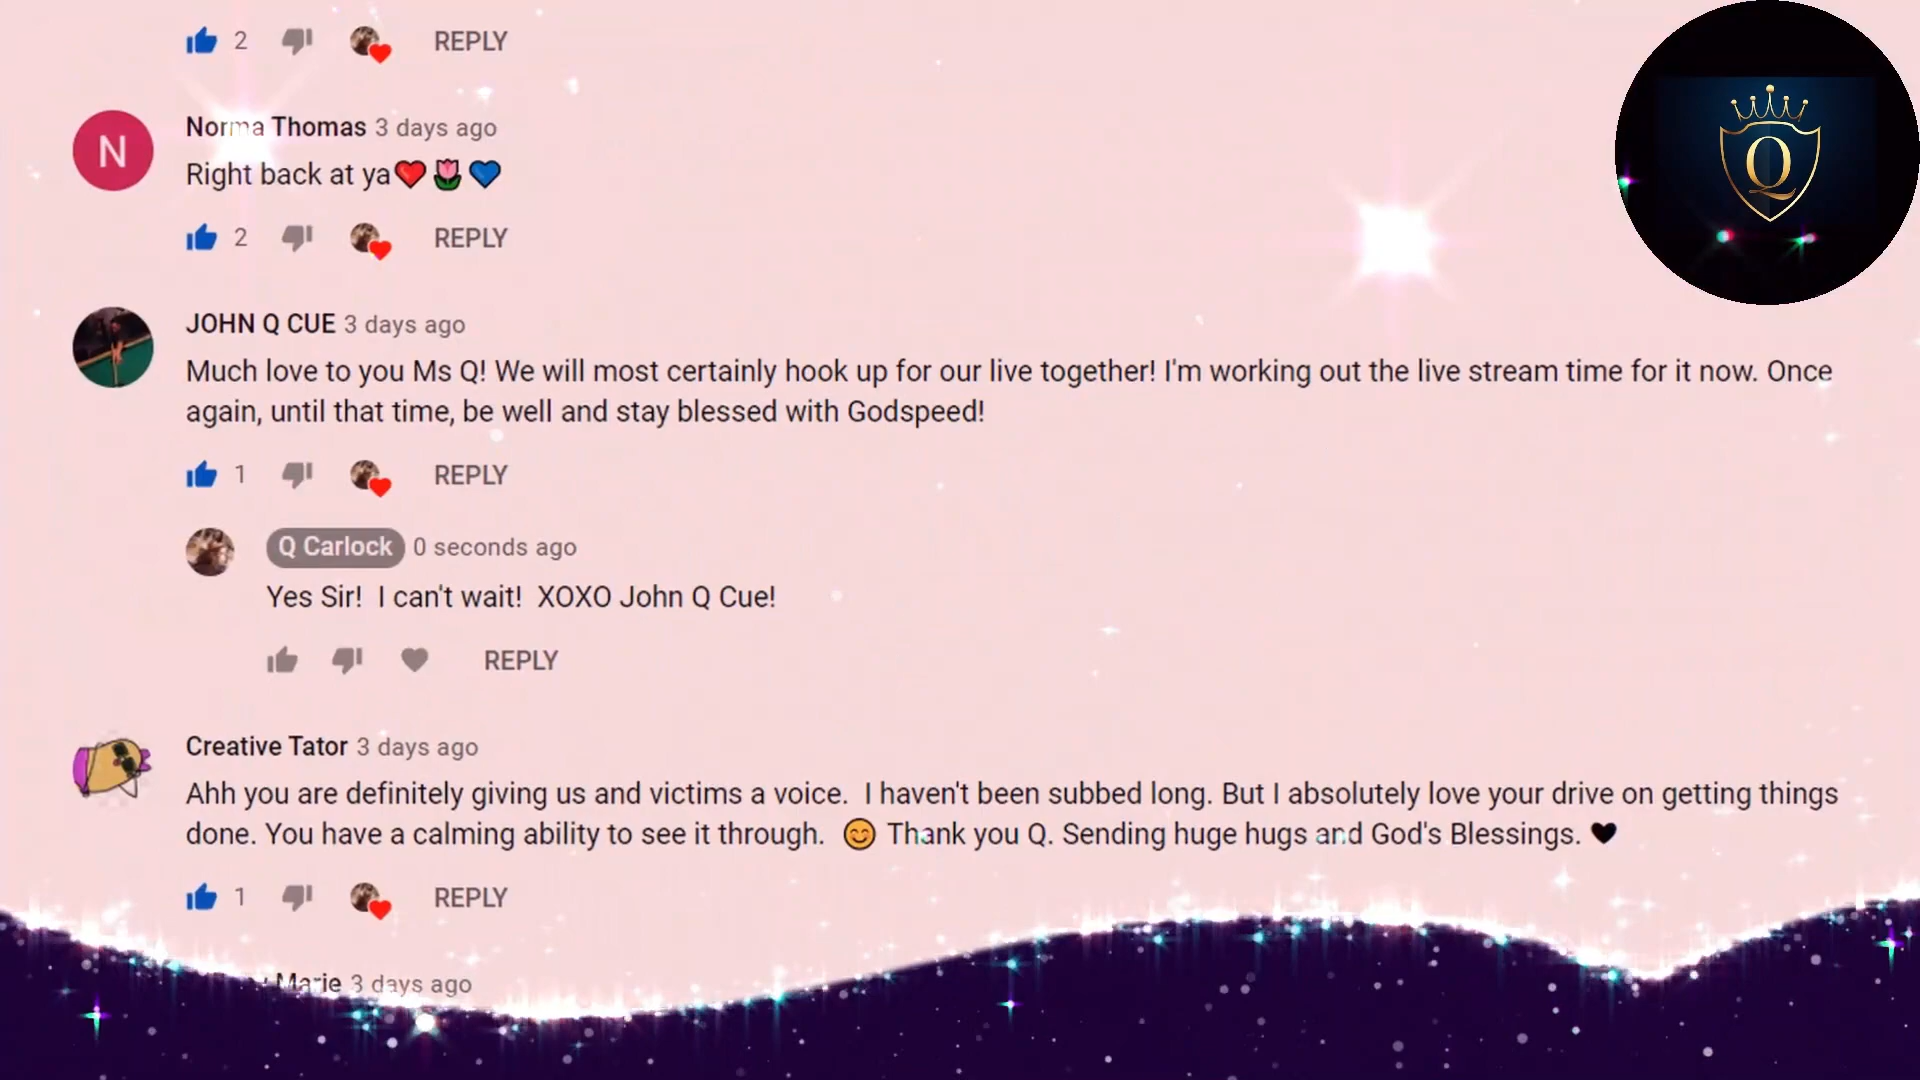 2 REPLY
Norma Thomas 3 days ago
Right back at ya❤️🌷💙
2 REPLY
JOHN Q CUE 3 days ago
Much love to you Ms Q! We will most certainly hook up for our live together! I'm working out the live stream time for it now. Once
again, until that time, be well and stay blessed with Godspeed!
1 REPLY
Q Carlock 0 seconds ago
Yes Sir!  I can't wait!  XOXO John Q Cue!
REPLY
Creative Tator 3 days ago
Ahh you are definitely giving us and victims a voice.  I haven't been subbed long. But I absolutely love your drive on getting things
done. You have a calming ability to see it through.  😊 Thank you Q. Sending huge hugs and God's Blessings. 🖤
1 REPLY
Marie 3 days ago
N
Q